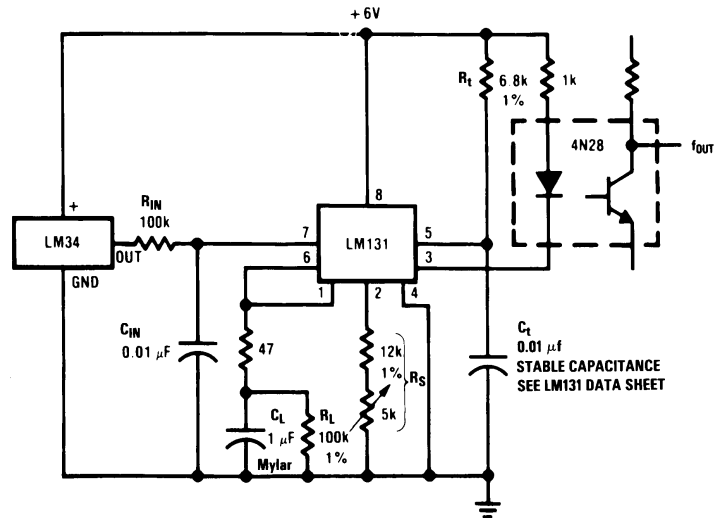 + 6V
Rt
6.8k
1%
1k
4N28
fOUT
+
LM34
OUT
GND
RIN
100k
8
7
LM131
5
6
3
1
2
4
CIN
0.01 μF
47
12k
1%
RS
5k
Ct
0.01 μf
STABLE CAPACITANCE
SEE LM131 DATA SHEET
CL
1 μF
Mylar
RL
100k
1%